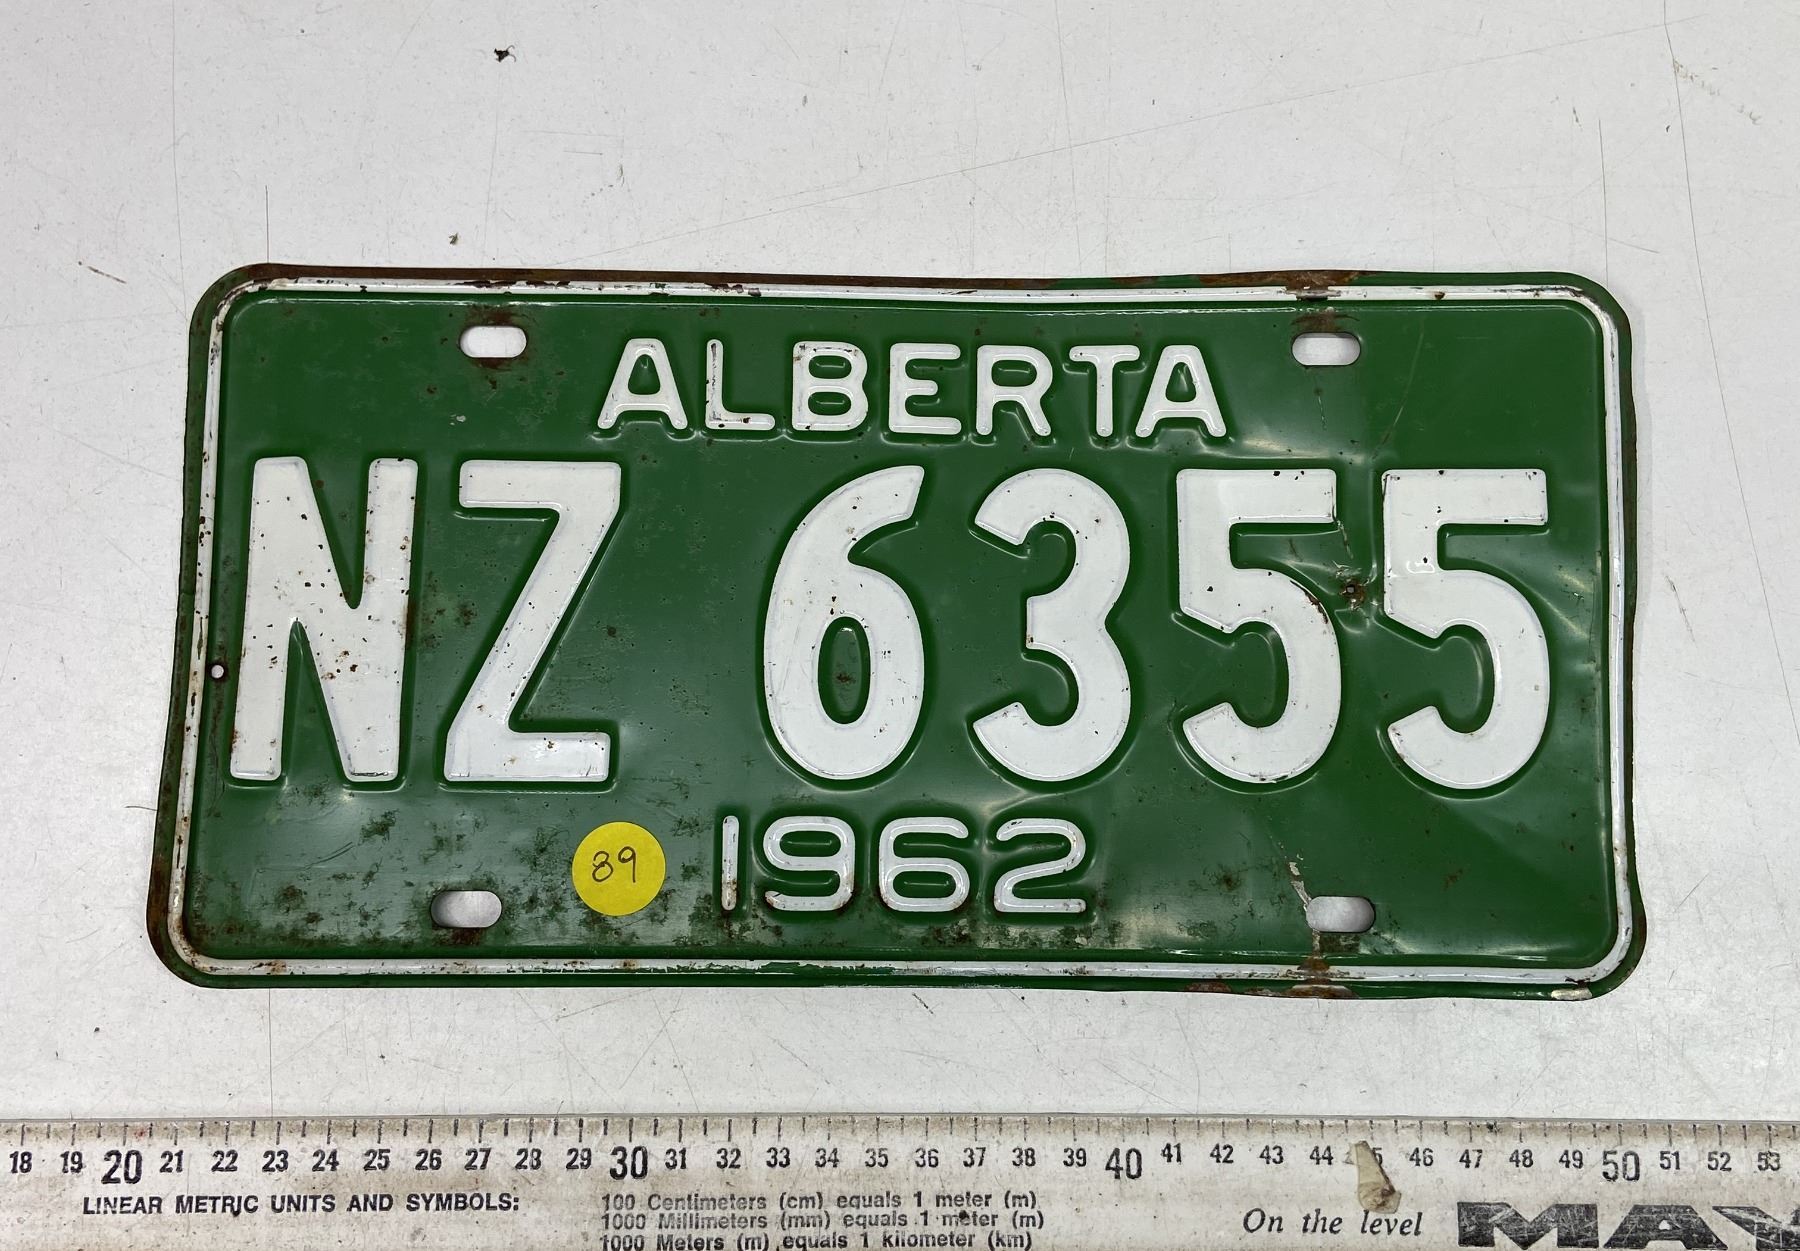 ALBERTA
NZ 6355
89
1962
18 19 20 21 22 23 24 25 26 27 28 29 30 31 32 33 34 35 36 37 38 39 40 41 42 43 44 45 46 47 48 49 50 51 52 53
LINEAR METRIC UNITS AND SYMBOLS:
100 Centimeters (cm) equals 1 meter (m)
1000 Millimeters (mm) equals 1 meter (m)
1000 Meters (m) equals 1 kilometer (km)
On the level
MAY